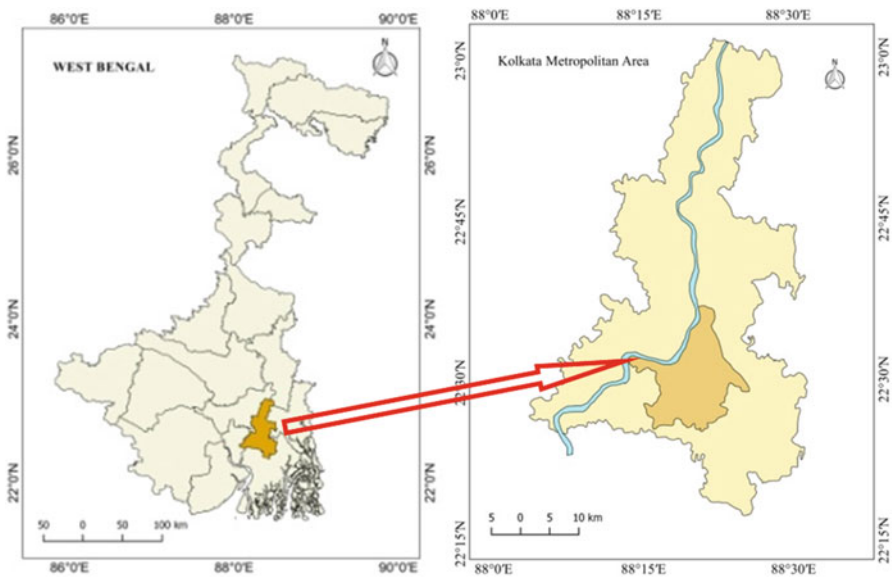 86°0'E 88°0'E 90°0'E
WEST BENGAL
N
26°0'N
24°0'N
22°0'N
26°0'N
24°0'N
22°0'N
50 0 50 100 km
86°0'E 88°0'E 90°0'E
88°0'E 88°15'E 88°30'E
Kolkata Metropolitan Area
N
23°0'N
22°45'N
22°30'N
22°15'N
23°0'N
22°45'N
22°30'N
22°15'N
5 0 5 10 km
88°0'E 88°15'E 88°30'E